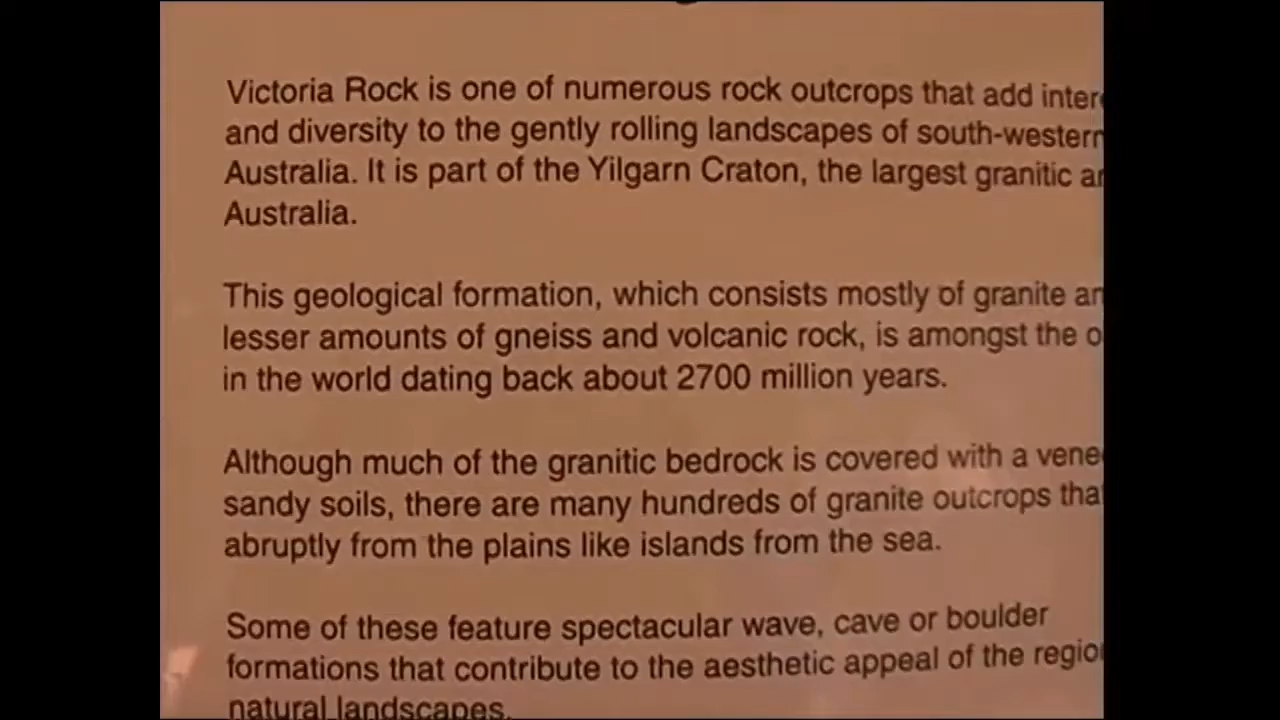 Victoria Rock is one of numerous rock outcrops that add
and diversity to the gently rolling landscapes of south-western
Australia. It is part of the Yilgarn Craton, the largest granitic
Australia.
This geological formation, which consists mostly of granite
lesser amounts of gneiss and volcanic rock, is amongst the
in the world dating back about 2700 million years.
Although much of the granitic bedrock is covered with a
sandy soils, there are many hundreds of granite outcrops
abruptly from the plains like islands from the sea.
Some of these feature spectacular wave, cave or boulder
formations that contribute to the aesthetic appeal of the
natural landscapes.